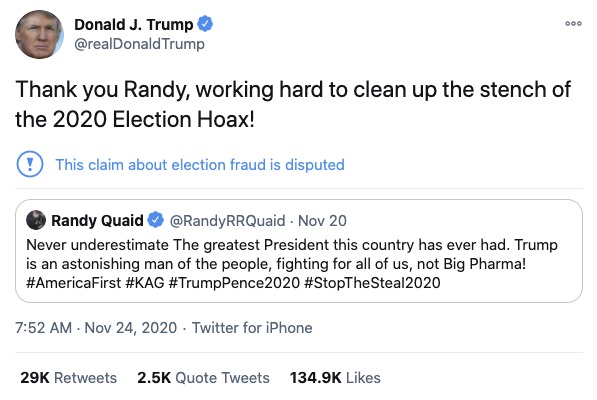 Donald J. Trump
@realDonaldTrump
Thank you Randy, working hard to clean up the stench of
the 2020 Election Hoax!
This claim about election fraud is disputed
Randy Quaid @RandyRRQuaid · Nov 20
Never underestimate The greatest President this country has ever had. Trump
is an astonishing man of the people, fighting for all of us, not Big Pharma!
#AmericaFirst #KAG #TrumpPence2020 #StopTheSteal2020
7:52 AM · Nov 24, 2020 · Twitter for iPhone
29K Retweets 2.5K Quote Tweets 134.9K Likes